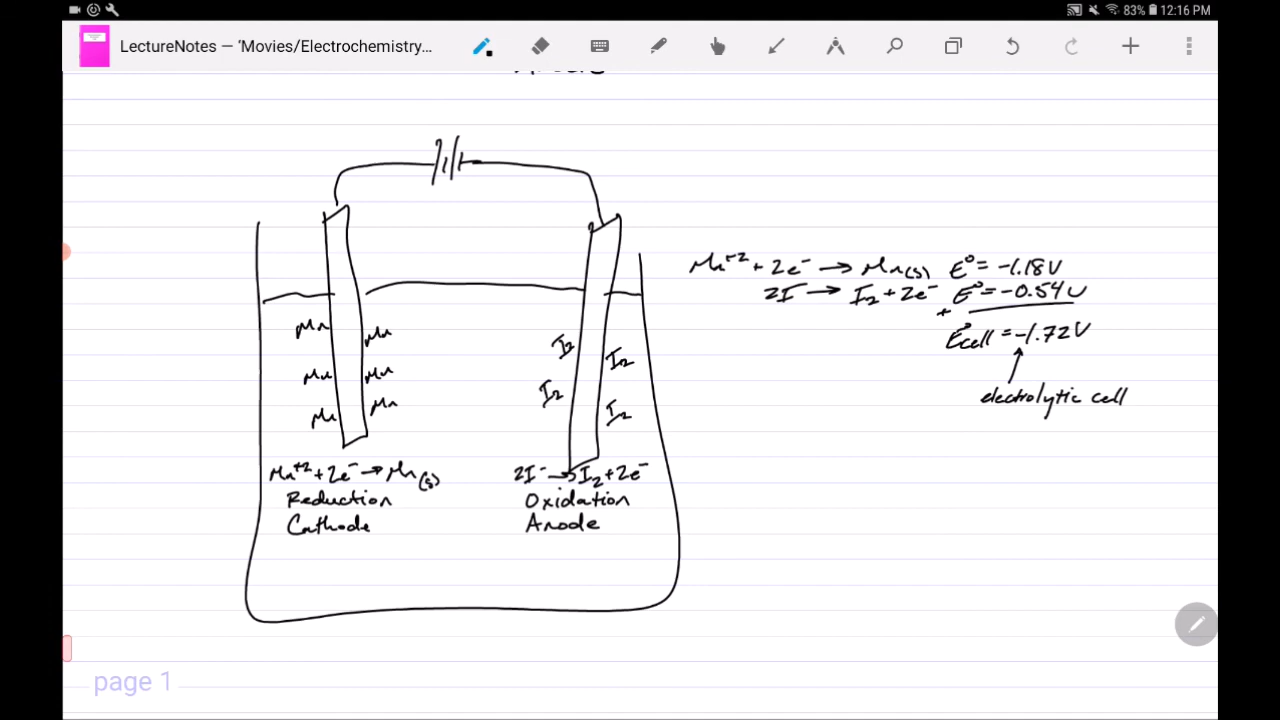 83% 12:16 PM
LectureNotes — 'Movies/Electrochemistry...
Mn⁺² + 2e⁻ → Mn(s) E° = -1.18V
2I⁻ → I₂ + 2e⁻ E° = -0.54V
+
E°cell = -1.72V
electrolytic cell
Mn Mn
Mn Mn
Mn Mn
I₂ I₂
I₂ I₂
Mn⁺² + 2e⁻ → Mn(s)
Reduction
Cathode
2I⁻ → I₂ + 2e⁻
Oxidation
Anode
page 1